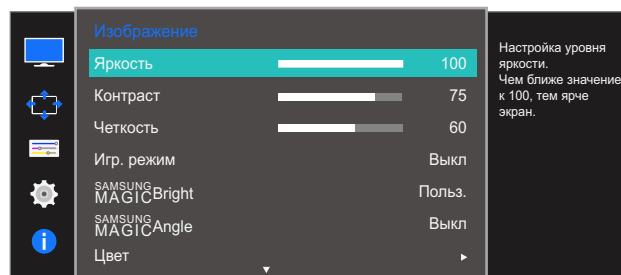 Изображение
Яркость 100
Контраст 75
Четкость 60
Игр. режим Выкл
SAMSUNG
MAGICBright Польз.
SAMSUNG
MAGICAngle Выкл
Цвет
Настройка уровня
яркости.
Чем ближе значение
к 100, тем ярче
экран.